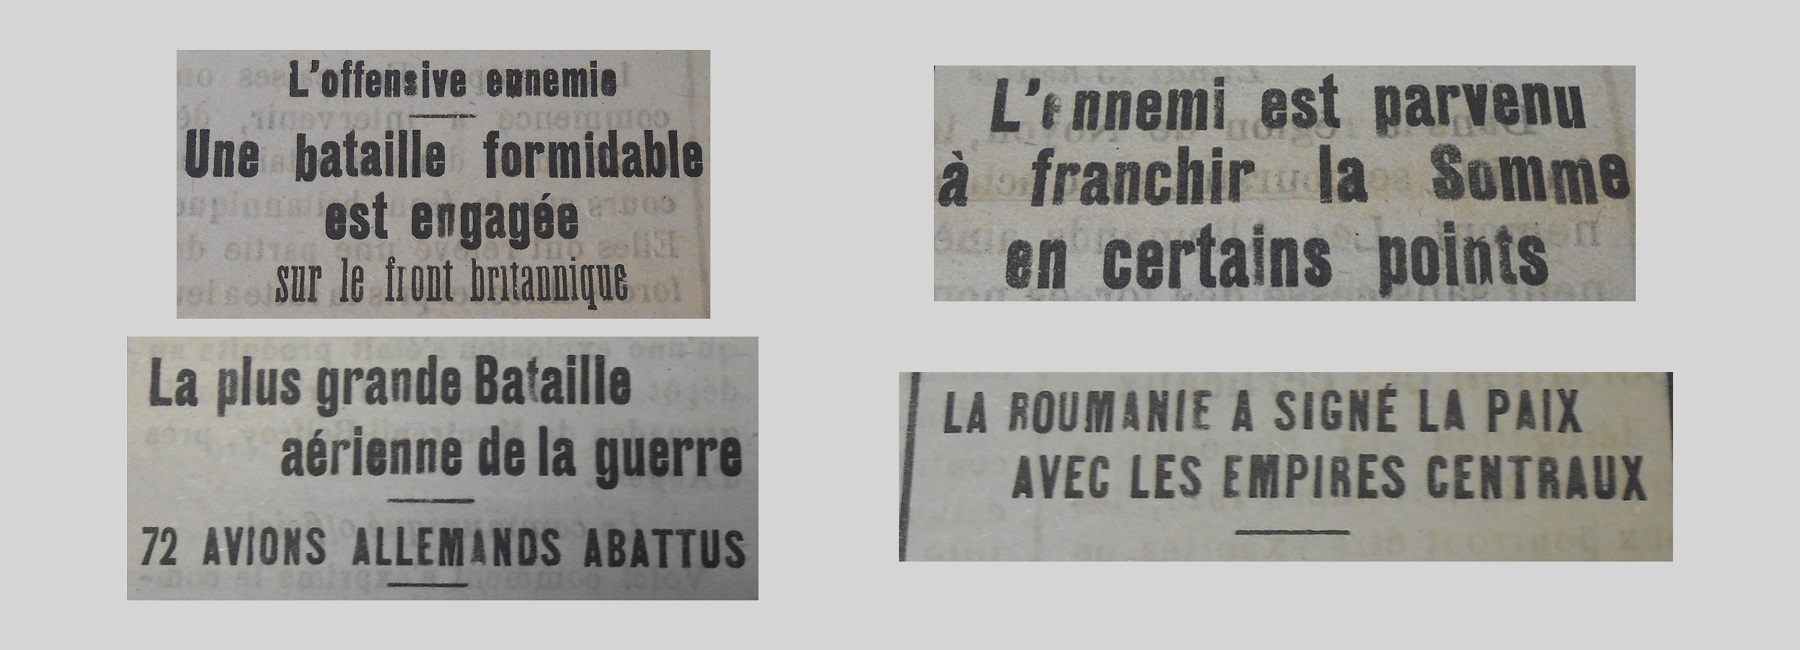 L'offensive ennemie
Une bataille formidable
est engagée
sur le front britannique
L'ennemi est parvenu
à franchir la Somme
en certains points
La plus grande Bataille
aérienne de la guerre
72 AVIONS ALLEMANDS ABATTUS
LA ROUMANIE A SIGNÉ LA PAIX
AVEC LES EMPIRES CENTRAUX